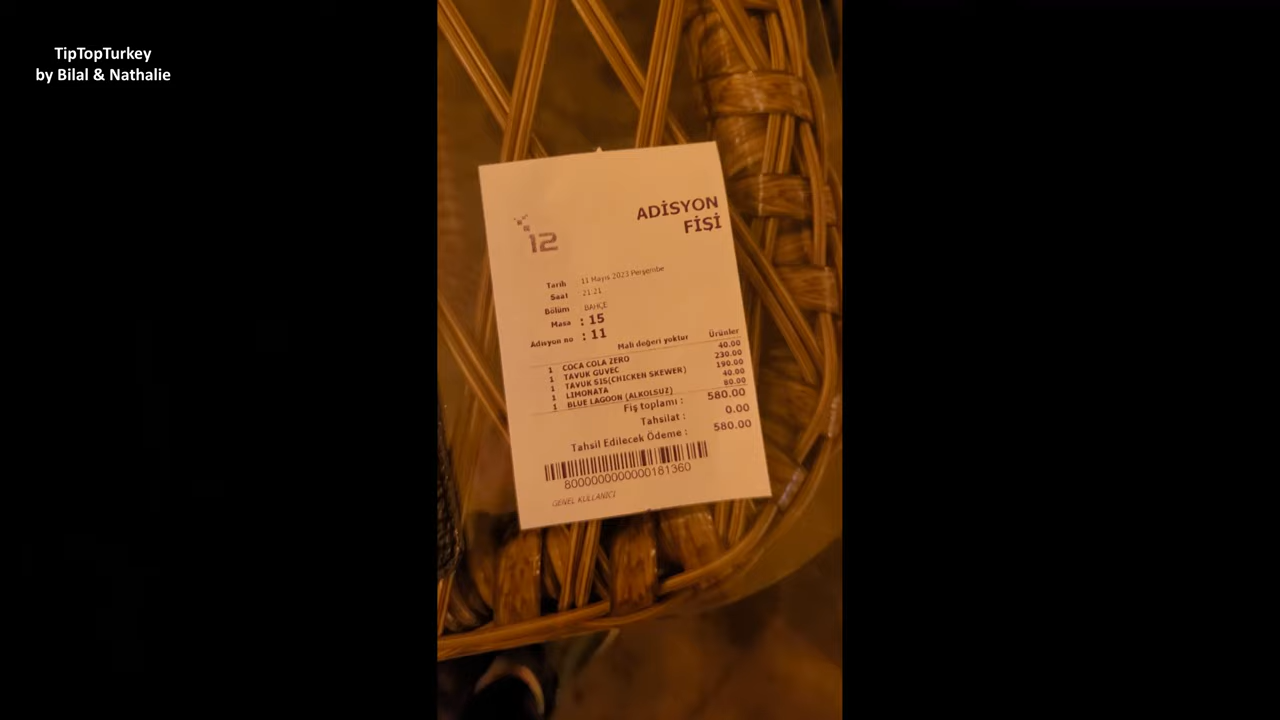 TipTopTurkey
by Bilal & Nathalie
ADİSYON
FİŞİ
12
Tarih 11 Mayıs 2023 Perşembe
Saat 21:21
Bölüm BAHÇE
Masa : 15
Adisyon no : 11
Mali değeri yoktur Ürünler
1 COCA COLA ZERO 40.00
1 TAVUK GUVEC 230.00
1 TAVUK SIS(CHICKEN SKEWER) 190.00
1 LIMONATA 40.00
1 BLUE LAGOON (ALKOLSUZ) 80.00
Fiş toplamı : 580.00
Tahsilat : 0.00
Tahsil Edilecek Ödeme : 580.00
8000000000000181360
GENEL KULLANICI